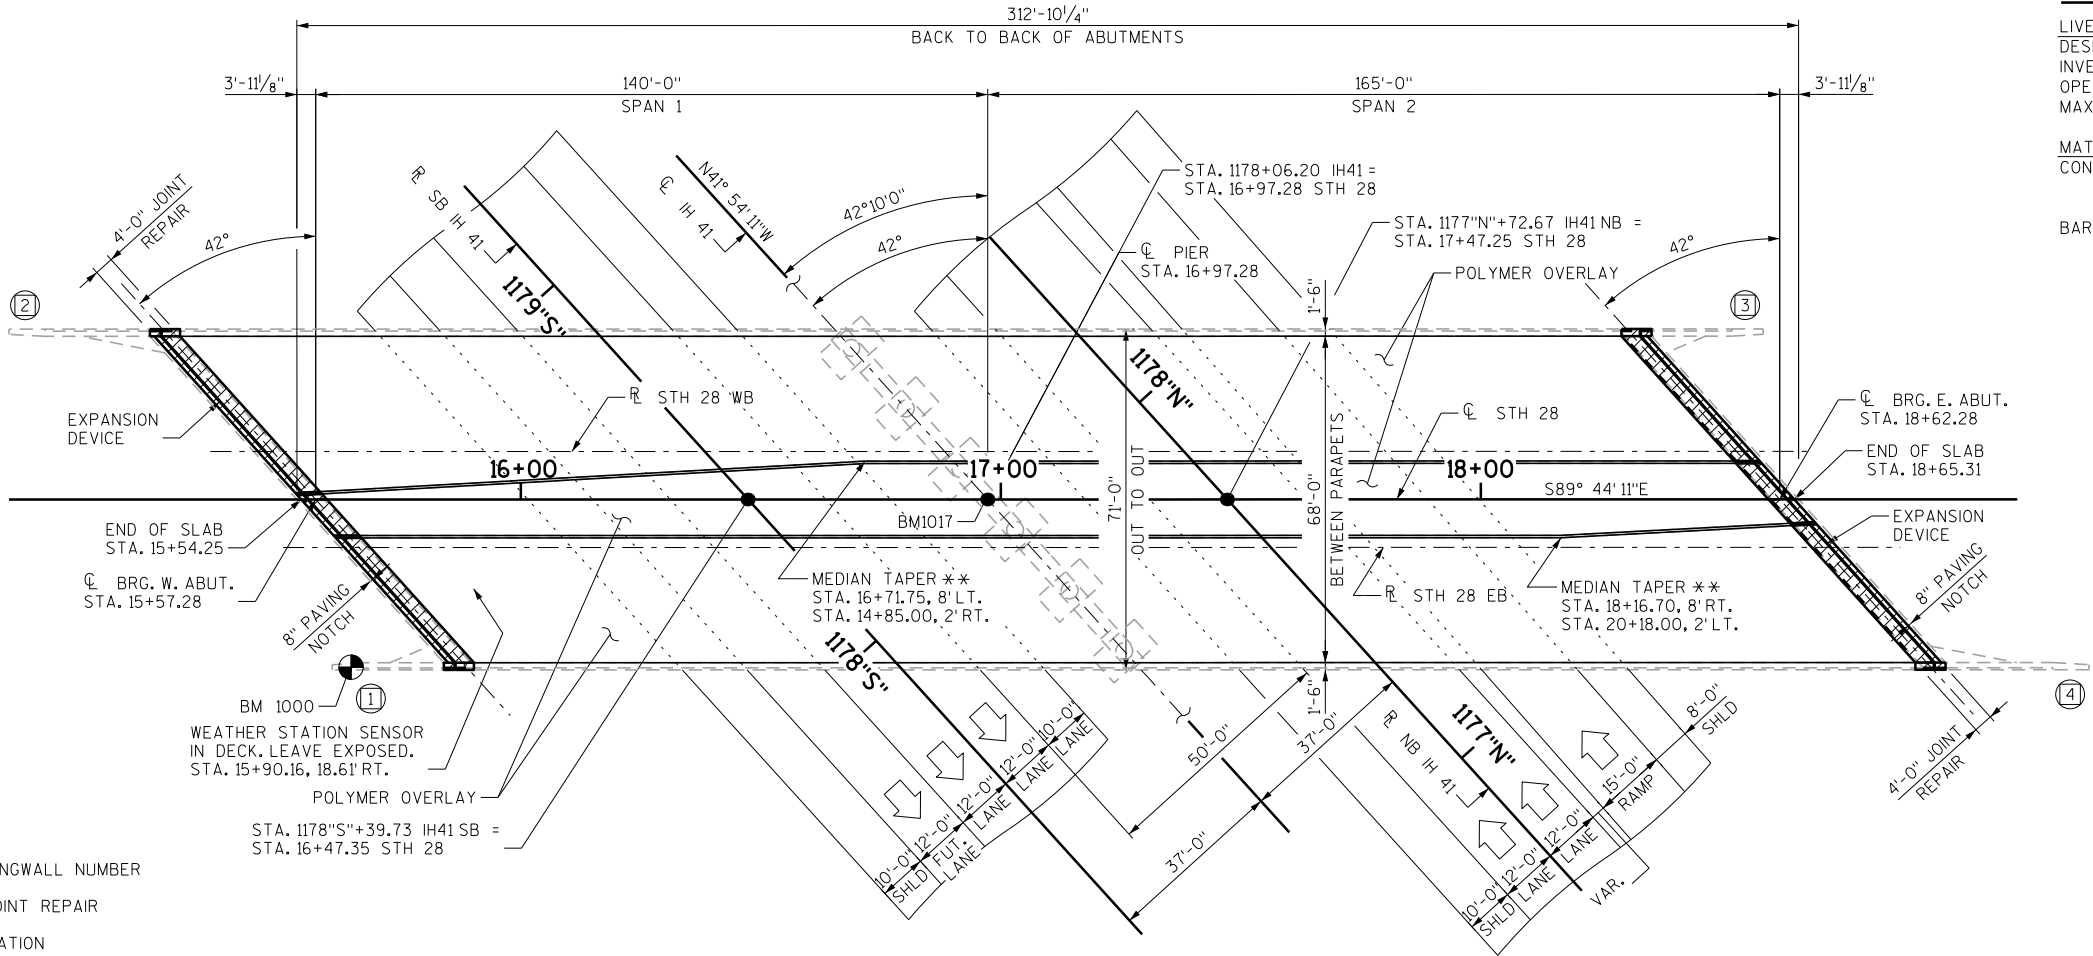 312'-10 1/4"
BACK TO BACK OF ABUTMENTS
3'-11 1/8"
140'-0"
SPAN 1
165'-0"
SPAN 2
3'-11 1/8"
LIVE
DESI
INVE
OPE
MAX
MAT
CON
BAR
4'-0" JOINT
REPAIR
42°
2
℞ SB IH 41
℄ IH 41
N41° 54'11"W
42°10'0"
42°
STA. 1178+06.20 IH41 =
STA. 16+97.28 STH 28
℄ PIER
STA. 16+97.28
STA. 1177"N"+72.67 IH41 NB =
STA. 17+47.25 STH 28
POLYMER OVERLAY
42°
3
1'-6"
1179"S"
1178"N"
EXPANSION
DEVICE
℞ STH 28 WB
℄ STH 28
℄ BRG. E. ABUT.
STA. 18+62.28
END OF SLAB
STA. 18+65.31
16+00
17+00
18+00
S89° 44'11"E
BM1017
71'-0"
OUT TO OUT
68'-0"
BETWEEN PARAPETS
END OF SLAB
STA. 15+54.25
℄ BRG. W. ABUT.
STA. 15+57.28
EXPANSION
DEVICE
8" PAVING
NOTCH
MEDIAN TAPER **
STA. 16+71.75, 8' LT.
STA. 14+85.00, 2' RT.
℞ STH 28 EB
MEDIAN TAPER **
STA. 18+16.70, 8' RT.
STA. 20+18.00, 2' LT.
8" PAVING
NOTCH
1178"S"
1'-6"
BM 1000
1
4
WEATHER STATION SENSOR
IN DECK. LEAVE EXPOSED.
STA. 15+90.16, 18.61' RT.
POLYMER OVERLAY
STA. 1178"S"+39.73 IH41 SB =
STA. 16+47.35 STH 28
10'-0"
SHLD
12'-0"
FUT.
LANE
12'-0"
LANE
12'-0"
LANE
10'-0"
LANE
50'-0"
37'-0"
37'-0"
℞ NB IH 41
1177"N"
10'-0"
SHLD
12'-0"
LANE
12'-0"
LANE
VAR.
15'-0"
RAMP
8'-0"
SHLD
4'-0" JOINT
REPAIR
NGWALL NUMBER
OINT REPAIR
ATION